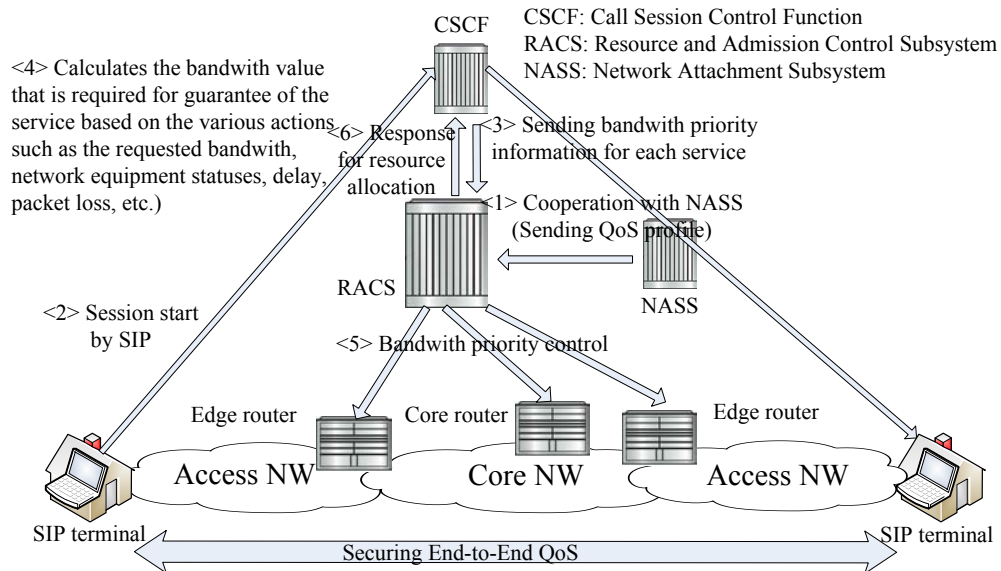 CSCF
CSCF: Call Session Control Function
RACS: Resource and Admission Control Subsystem
NASS: Network Attachment Subsystem
<4> Calculates the bandwith value
that is required for guarantee of the
service based on the various actions
such as the requested bandwith,
network equipment statuses, delay,
packet loss, etc.)
<6> Response
for resource
allocation
<3> Sending bandwith priority
information for each service
<1> Cooperation with NASS
(Sending QoS profile)
RACS
NASS
<2> Session start
by SIP
<5> Bandwith priority control
Edge router
Core router
Edge router
Access NW
Core NW
Access NW
SIP terminal
SIP terminal
Securing End-to-End QoS